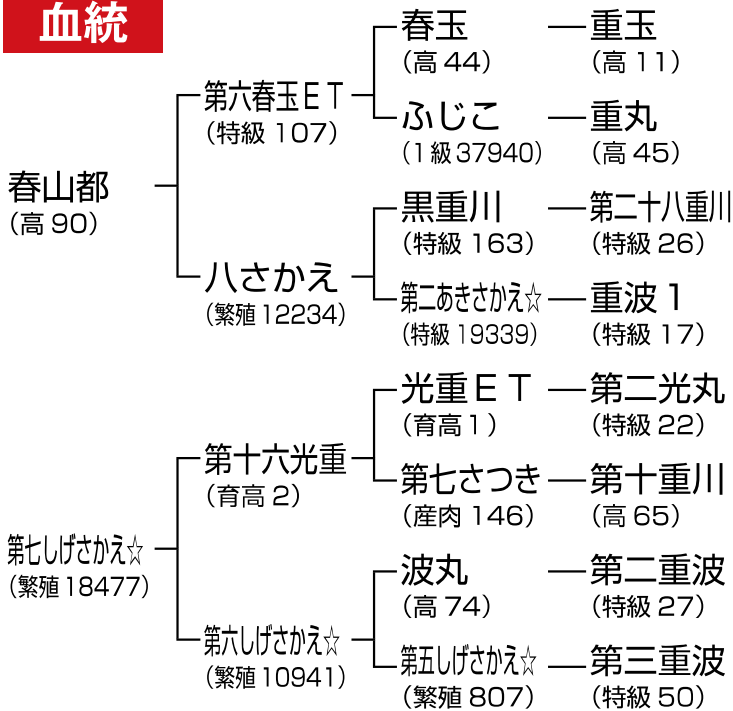 血統
春山都
（高 90）
第六春玉ＥＴ
（特級 107）
春玉
（高 44）
重玉
（高 11）
ふじこ
（1 級 37940）
重丸
（高 45）
八さかえ
（繁殖 12234）
黒重川
（特級 163）
第二十八重川
（特級 26）
第二あきさかえ☆
（特級 19339）
重波 1
（特級 17）
第七しげさかえ☆
（繁殖 18477）
第十六光重
（育高 2）
光重ＥＴ
（育高 1 ）
第二光丸
（特級 22）
第七さつき
（産肉 146）
第十重川
（高 65）
第六しげさかえ☆
（繁殖 10941）
波丸
（高 74）
第二重波
（特級 27）
第五しげさかえ☆
（繁殖 807）
第三重波
（特級 50）